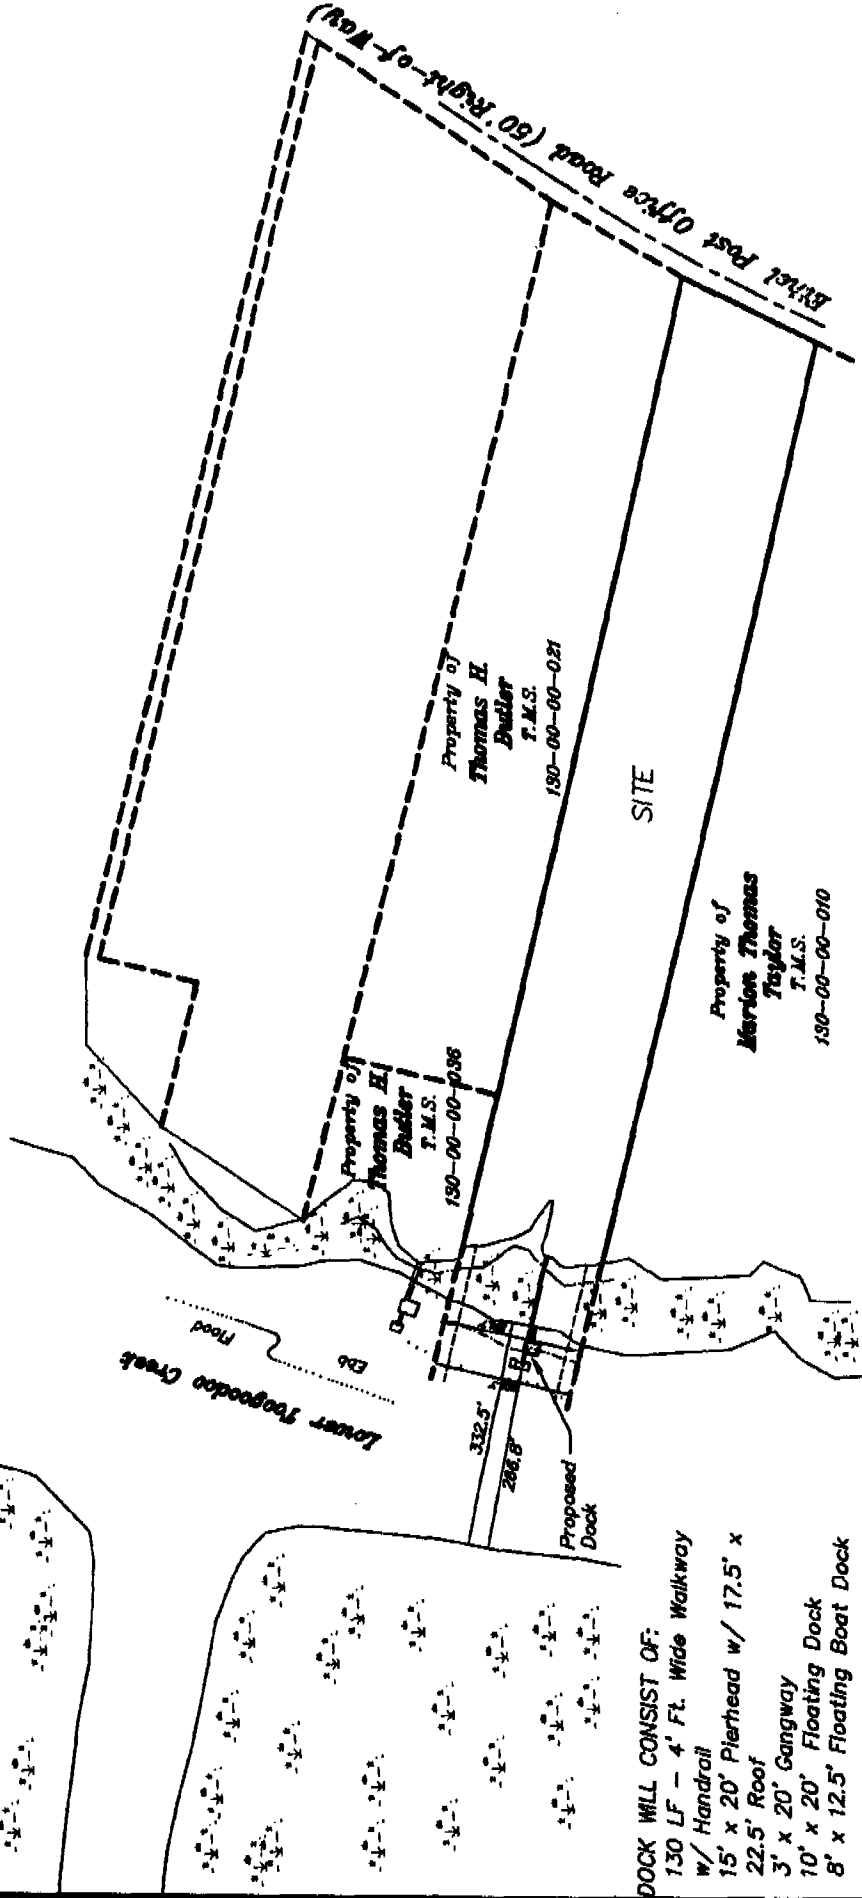 Ethel Post Office Road (50' Right-of-Way)
Property of
Thomas H.
Butler
T.M.S.
130-00-00-021
SITE
Property of
Marion Thomas
Taylor
T.M.S.
130-00-00-010
Property of
Thomas H.
Butler
T.M.S.
130-00-00-036
Flood
Ebb
Lower Toogoodoo Creek
332.5'
286.8'
Proposed
Dock
DOCK WILL CONSIST OF:
130 LF - 4' Ft. Wide Walkway
w/ Handrail
15' x 20' Pierhead w/ 17.5' x
22.5' Roof
3' x 20' Gangway
10' x 20' Floating Dock
8' x 12.5' Floating Boat Dock